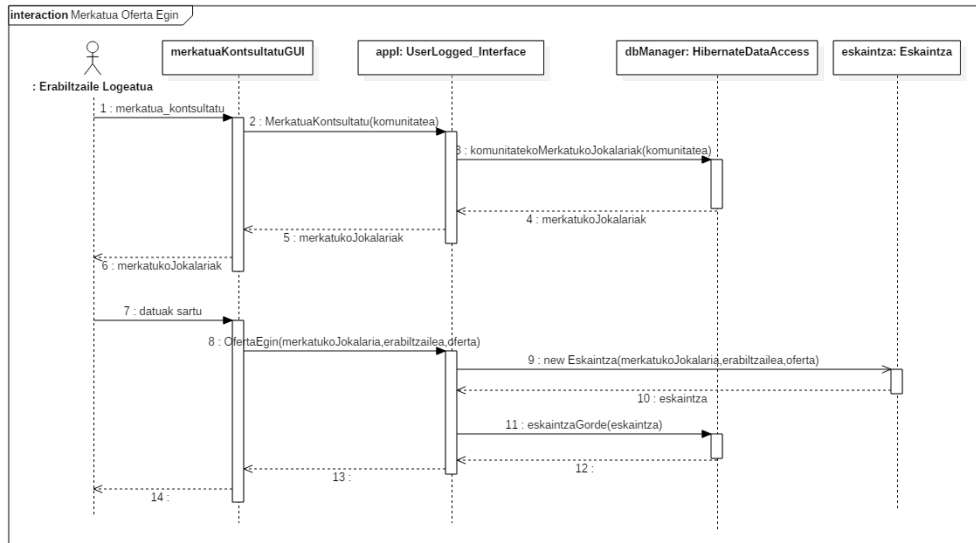 interaction Merkatua Oferta Egin
merkatuaKontsultatuGUI
appI: UserLogged_Interface
dbManager: HibernateDataAccess
eskaintza: Eskaintza
: Erabiltzaile Logeatua
1 : merkatua_kontsultatu
2 : MerkatuaKontsultatu(komunitatea)
3 : komunitatekoMerkatukoJokalariak(komunitatea)
4 : merkatukoJokalariak
5 : merkatukoJokalariak
6 : merkatukoJokalariak
7 : datuak sartu
8 : OfertaEgin(merkatukoJokalaria,erabiltzailea,oferta)
9 : new Eskaintza(merkatukoJokalaria,erabiltzailea,oferta)
10 : eskaintza
11 : eskaintzaGorde(eskaintza)
12 :
13 :
14 :